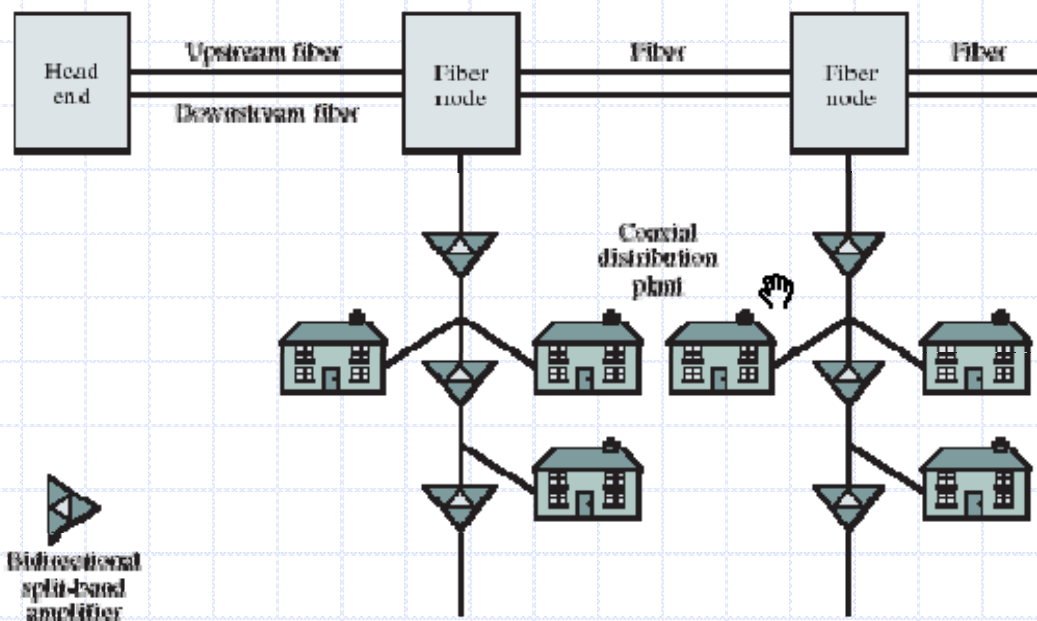 Upstream fiber
Fiber
Fiber
Head
end
Fiber
node
Fiber
node
Downstream fiber
Coaxial
distribution
plant
Bidirectional
split-band
amplifier